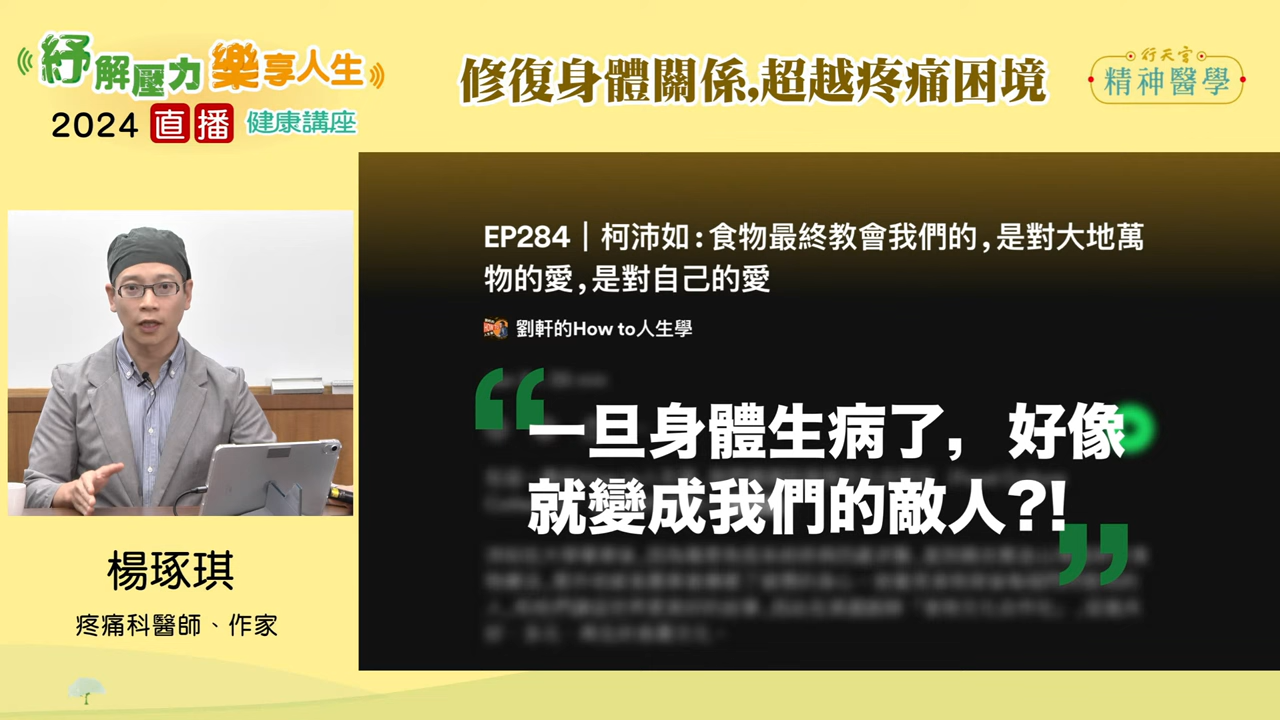 紓解壓力 樂享人生
2024 直播 健康講座
修復身體關係,超越疼痛困境
行天宮
精神醫學
EP284｜柯沛如:食物最終教會我們的,是對大地萬
物的愛,是對自己的愛
劉軒的How to人生學
“一旦身體生病了，好像
就變成我們的敵人?!”
楊琢琪
疼痛科醫師、作家